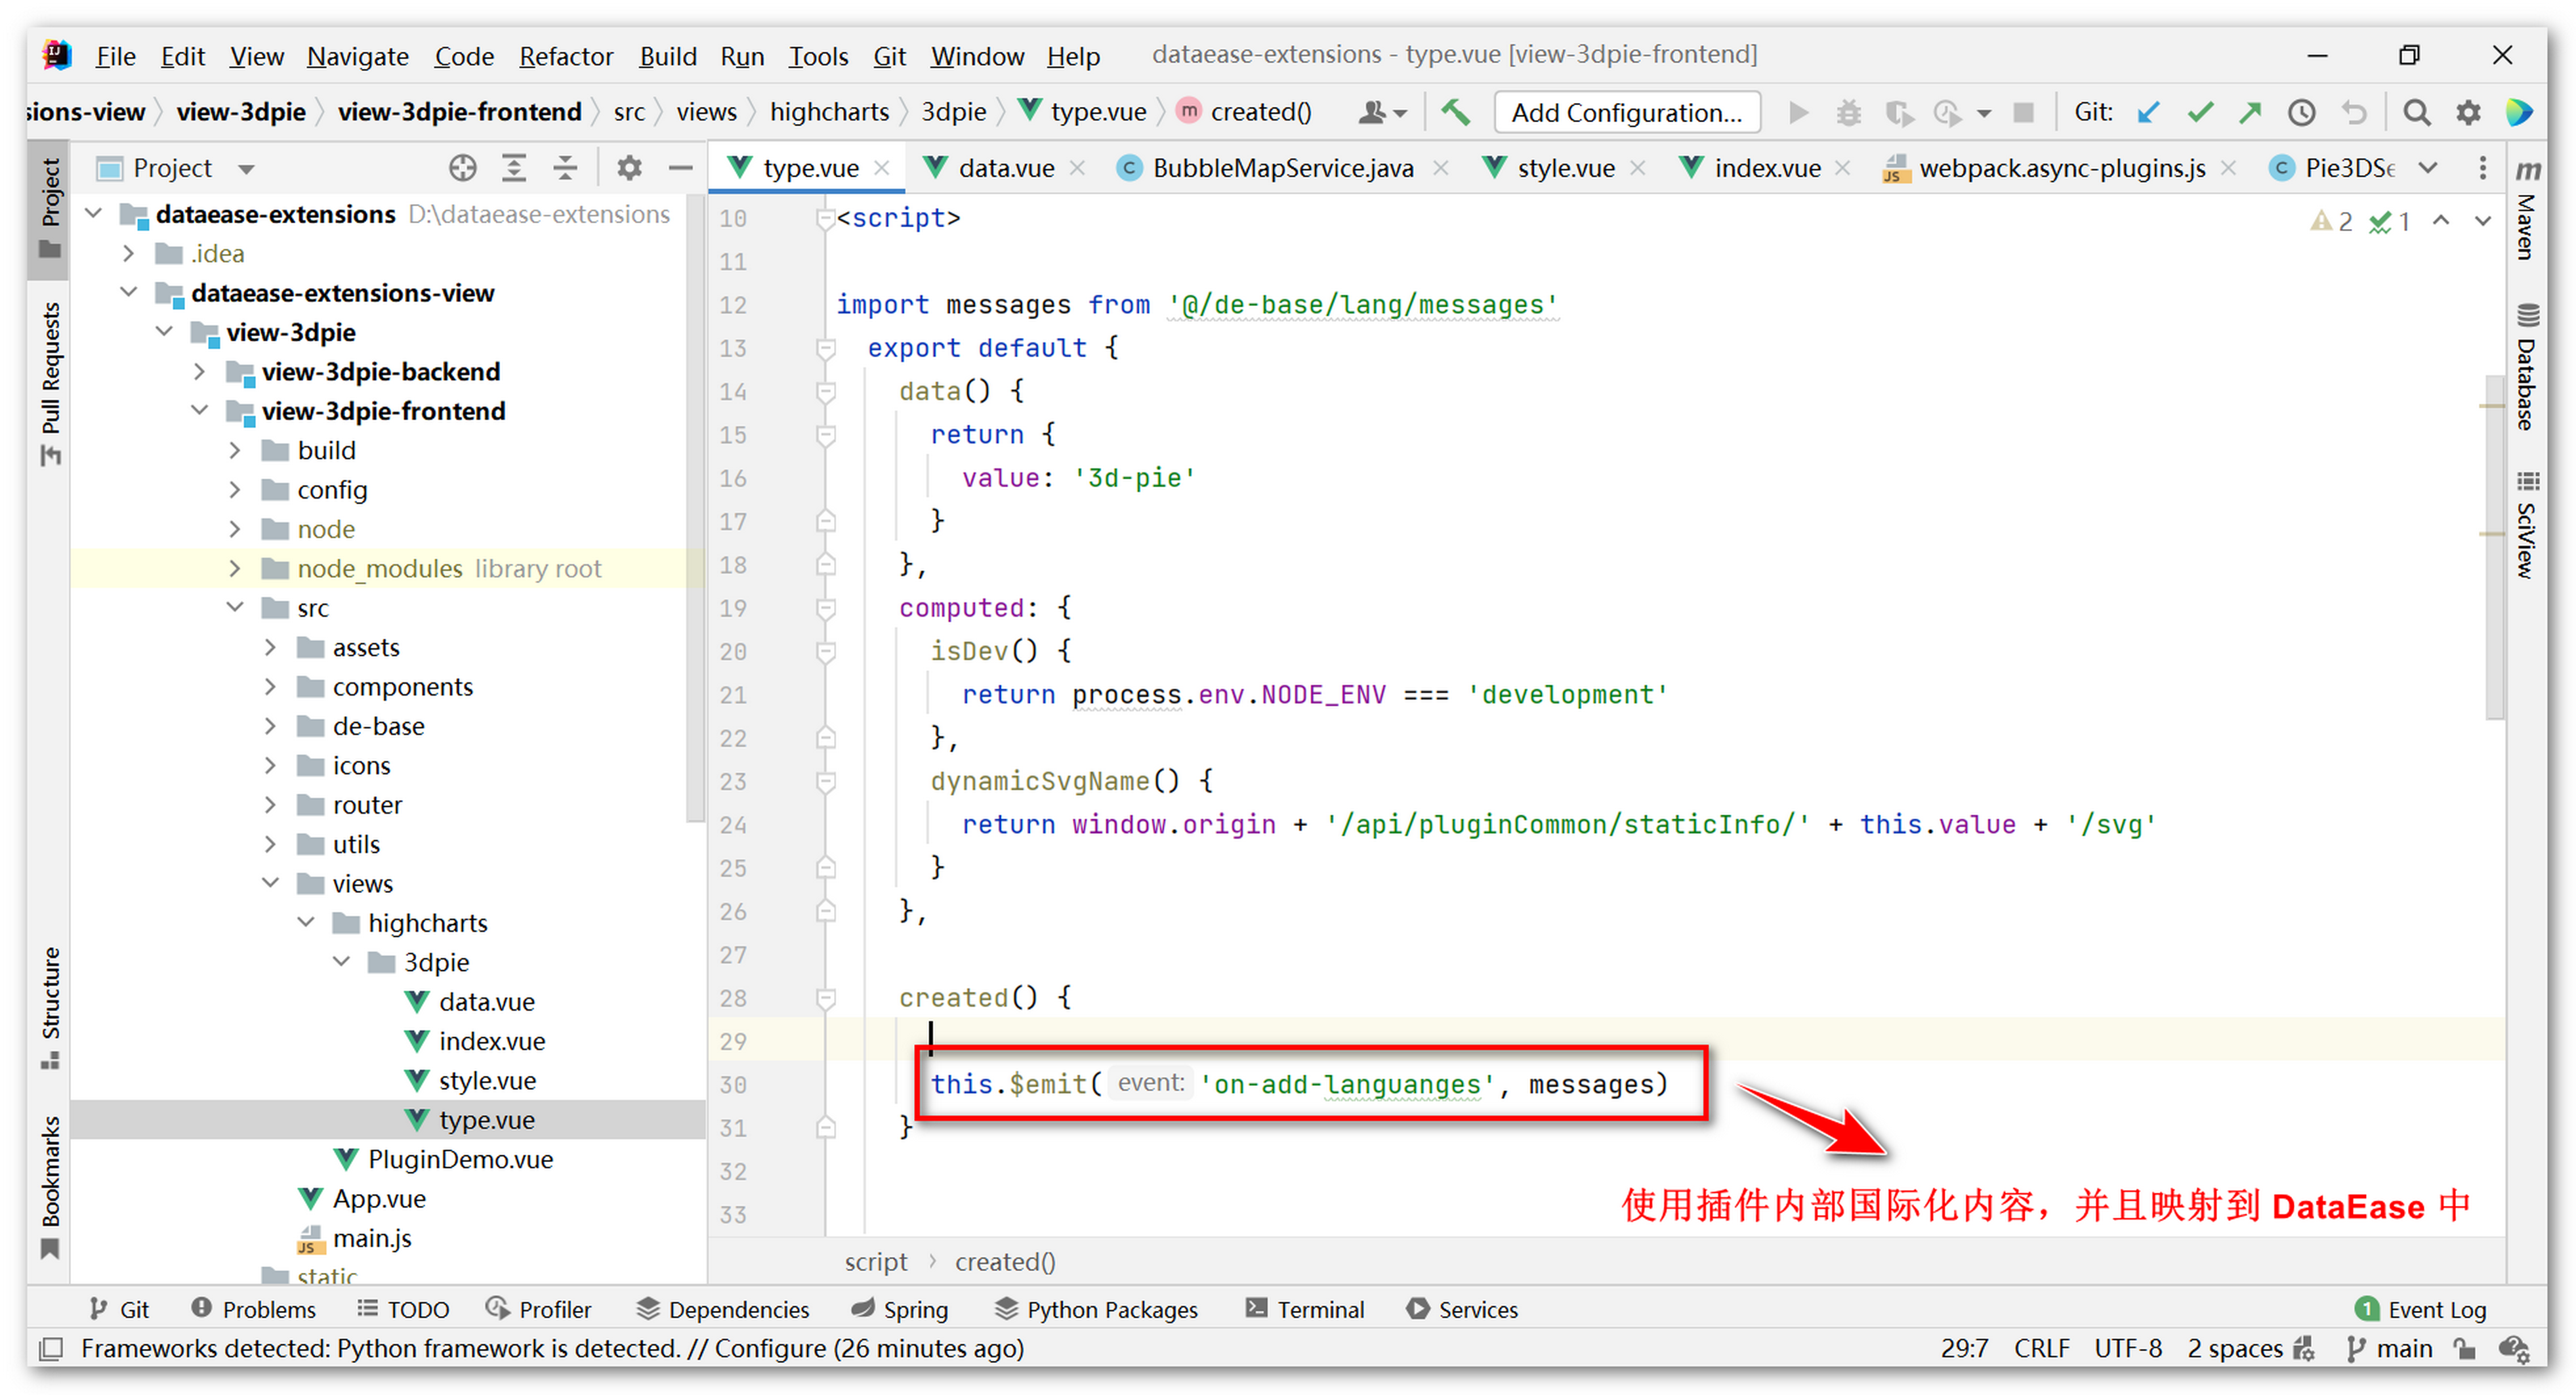 File Edit View Navigate Code Refactor Build Run Tools Git Window Help dataease-extensions - type.vue [view-3dpie-frontend]
sions-view view-3dpie view-3dpie-frontend src views highcharts 3dpie type.vue created() Add Configuration... Git:
Project type.vue data.vue BubbleMapService.java style.vue index.vue webpack.async-plugins.js Pie3DSe
Project
Pull Requests
Structure
Bookmarks
dataease-extensions D:\dataease-extensions
.idea
dataease-extensions-view
view-3dpie
view-3dpie-backend
view-3dpie-frontend
build
config
node
node_modules library root
src
assets
components
de-base
icons
router
utils
views
highcharts
3dpie
data.vue
index.vue
style.vue
type.vue
PluginDemo.vue
App.vue
main.js
static
2 1
10 <script>
11
12 import messages from '@/de-base/lang/messages'
13 export default {
14 data() {
15 return {
16 value: '3d-pie'
17 }
18 },
19 computed: {
20 isDev() {
21 return process.env.NODE_ENV === 'development'
22 },
23 dynamicSvgName() {
24 return window.origin + '/api/pluginCommon/staticInfo/' + this.value + '/svg'
25 }
26 },
27
28 created() {
29
30 this.$emit( event: 'on-add-languanges', messages)
31 }
32
33
使用插件内部国际化内容，并且映射到 DataEase 中
script created()
Maven
Database
SciView
Git Problems TODO Profiler Dependencies Spring Python Packages Terminal Services 1 Event Log
Frameworks detected: Python framework is detected. // Configure (26 minutes ago) 29:7 CRLF UTF-8 2 spaces main